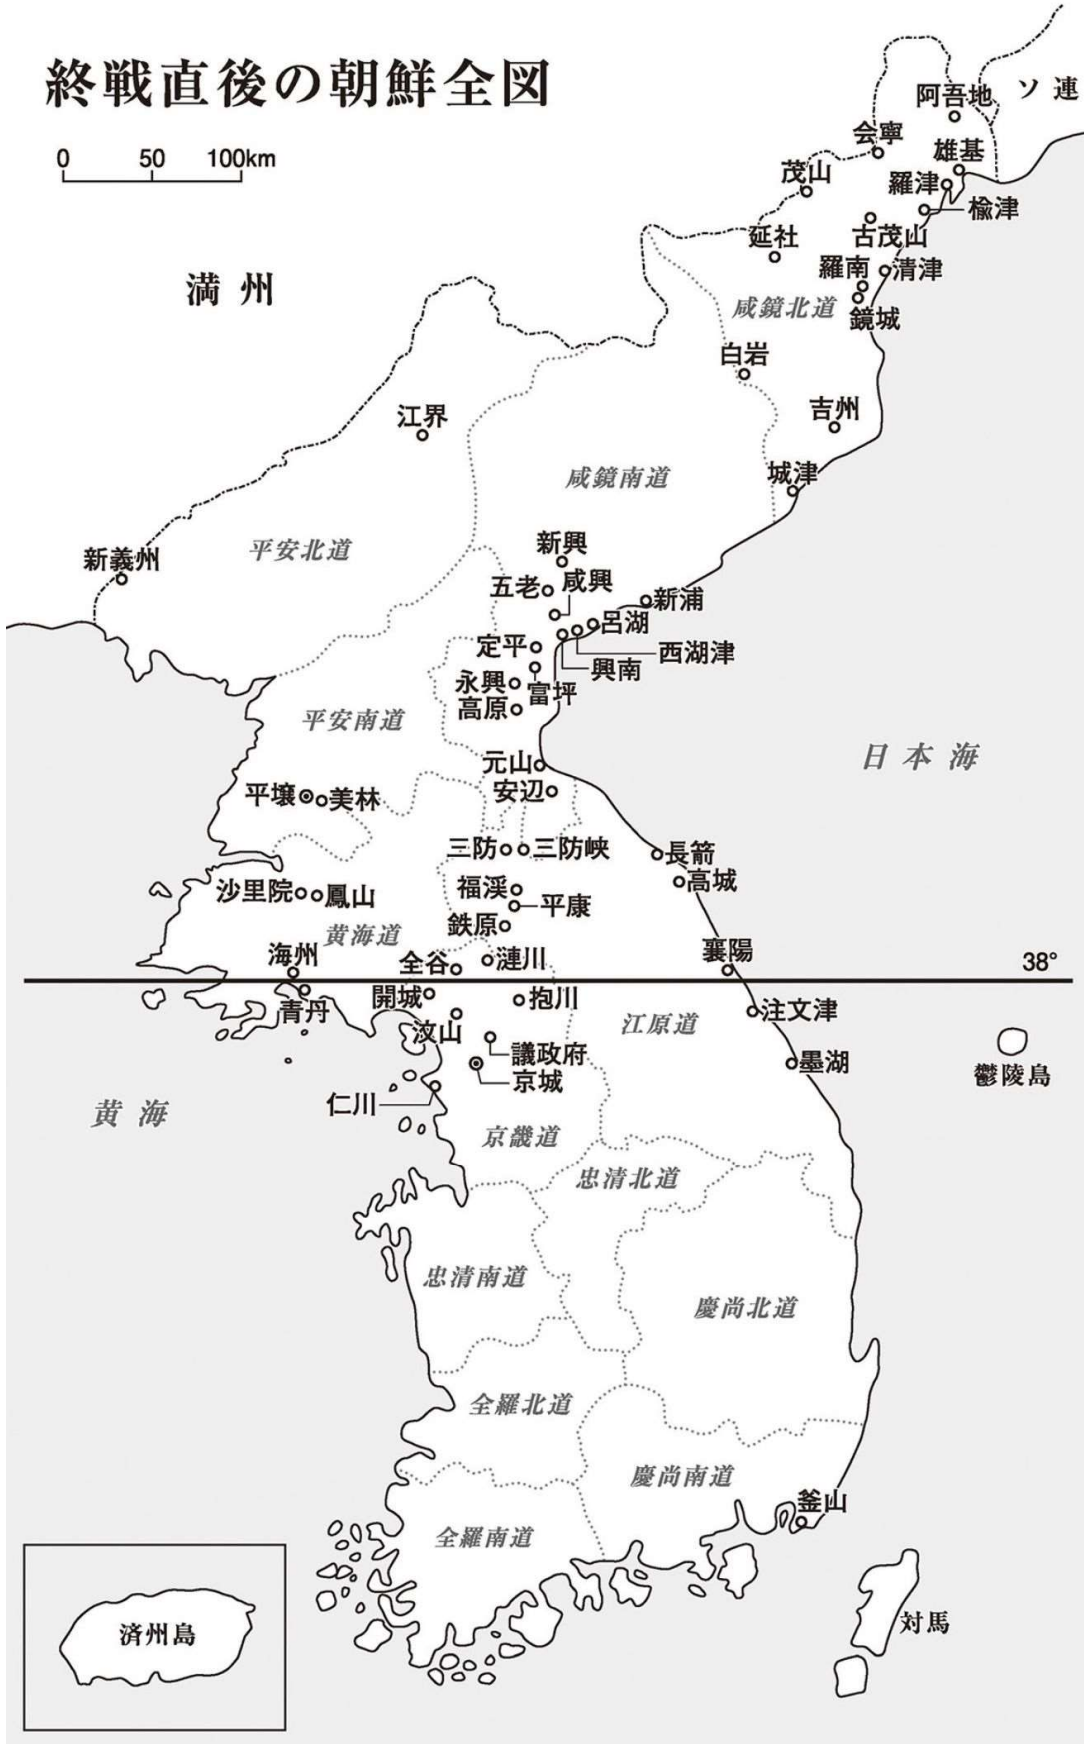 終戦直後の朝鮮全図
0 50 100km
ソ連
阿吾地
会寧
雄基
茂山
羅津
楡津
延社
古茂山
満州
羅南
清津
咸鏡北道
鏡城
白岩
江界
吉州
咸鏡南道
城津
平安北道
新義州
新興
五老
咸興
新浦
呂湖
定平
西湖津
興南
永興
富坪
高原
平安南道
日本海
元山
安辺
平壌
美林
三防
三防峡
長箭
高城
沙里院
鳳山
福渓
平康
鉄原
黄海道
襄陽
海州
全谷
漣川
38°
開城
抱川
青丹
注文津
汶山
江原道
議政府
墨湖
京城
鬱陵島
仁川
黄海
京畿道
忠清北道
忠清南道
慶尚北道
全羅北道
慶尚南道
釜山
全羅南道
対馬
済州島